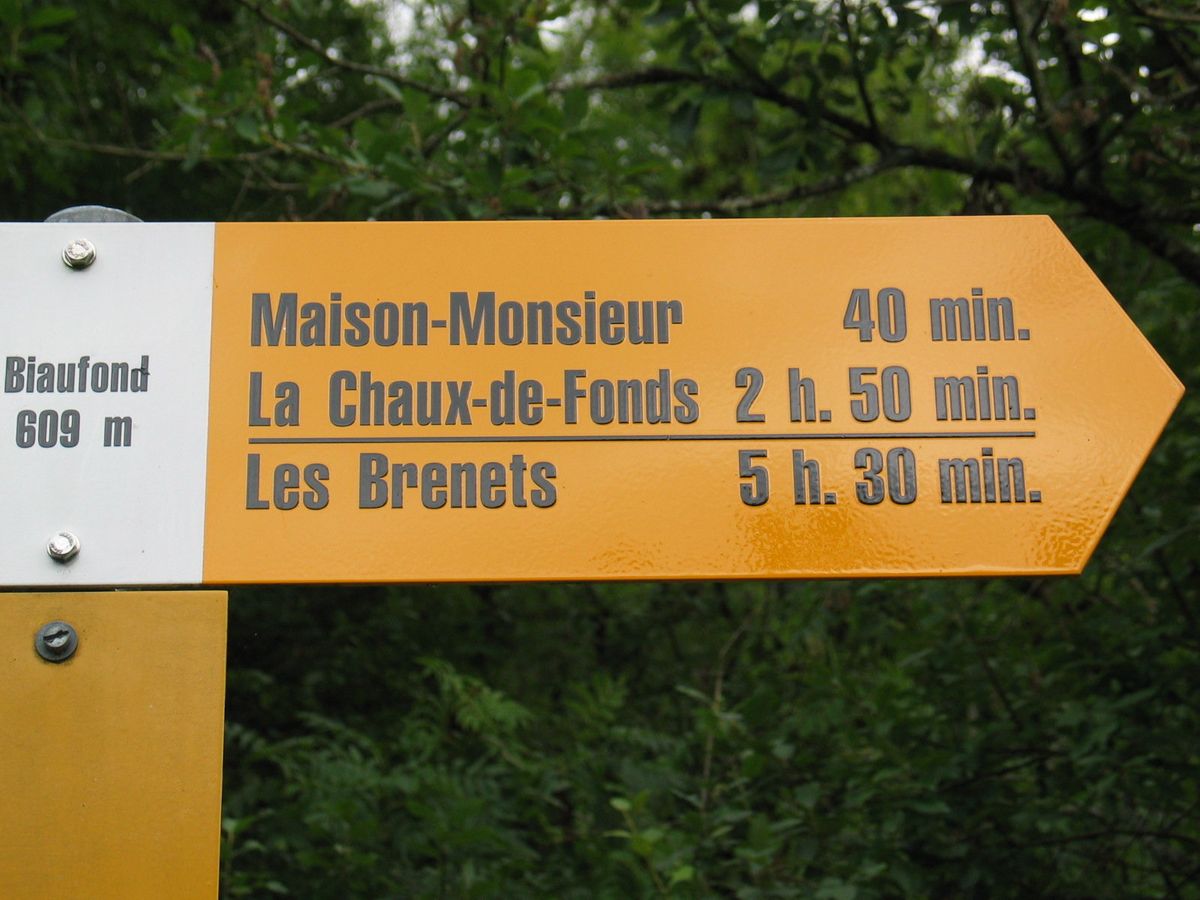 Biaufond
609 m
Maison-Monsieur 40 min.
La Chaux-de-Fonds 2 h. 50 min.
Les Brenets 5 h. 30 min.